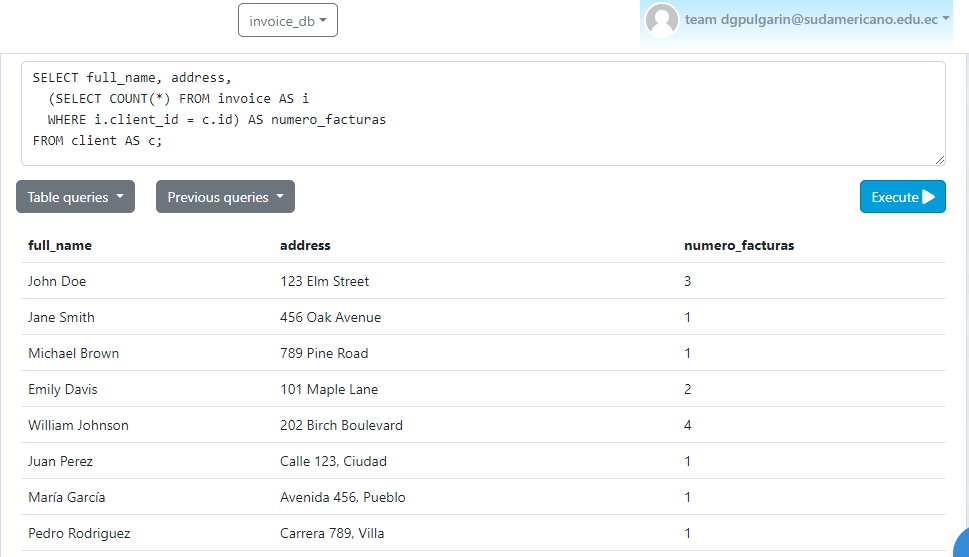 invoice_db
team dgpulgarin@sudamericano.edu.ec
SELECT full_name, address,
(SELECT COUNT(*) FROM invoice AS i
WHERE i.client_id = c.id) AS numero_facturas
FROM client AS c;
Table queries Previous queries Execute
full_name address numero_facturas
John Doe 123 Elm Street 3
Jane Smith 456 Oak Avenue 1
Michael Brown 789 Pine Road 1
Emily Davis 101 Maple Lane 2
William Johnson 202 Birch Boulevard 4
Juan Perez Calle 123, Ciudad 1
María García Avenida 456, Pueblo 1
Pedro Rodriguez Carrera 789, Villa 1